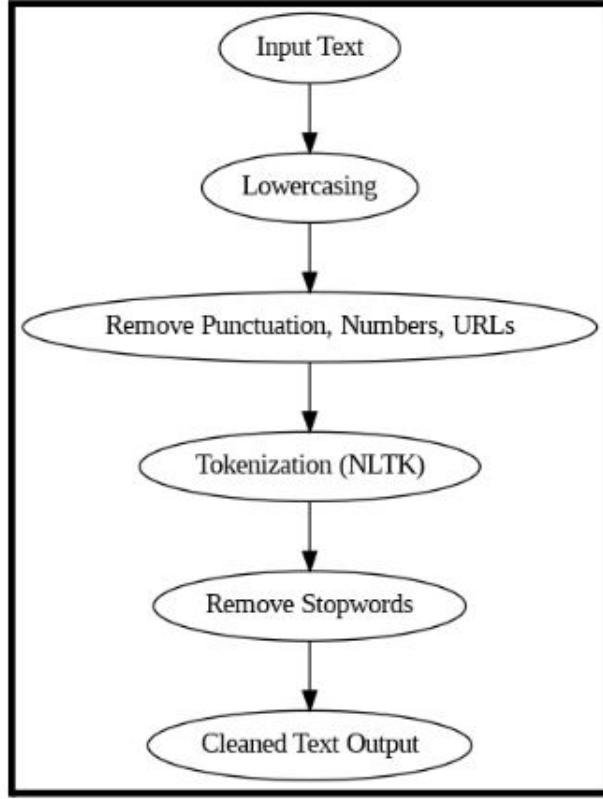 Input Text
Lowercasing
Remove Punctuation, Numbers, URLs
Tokenization (NLTK)
Remove Stopwords
Cleaned Text Output